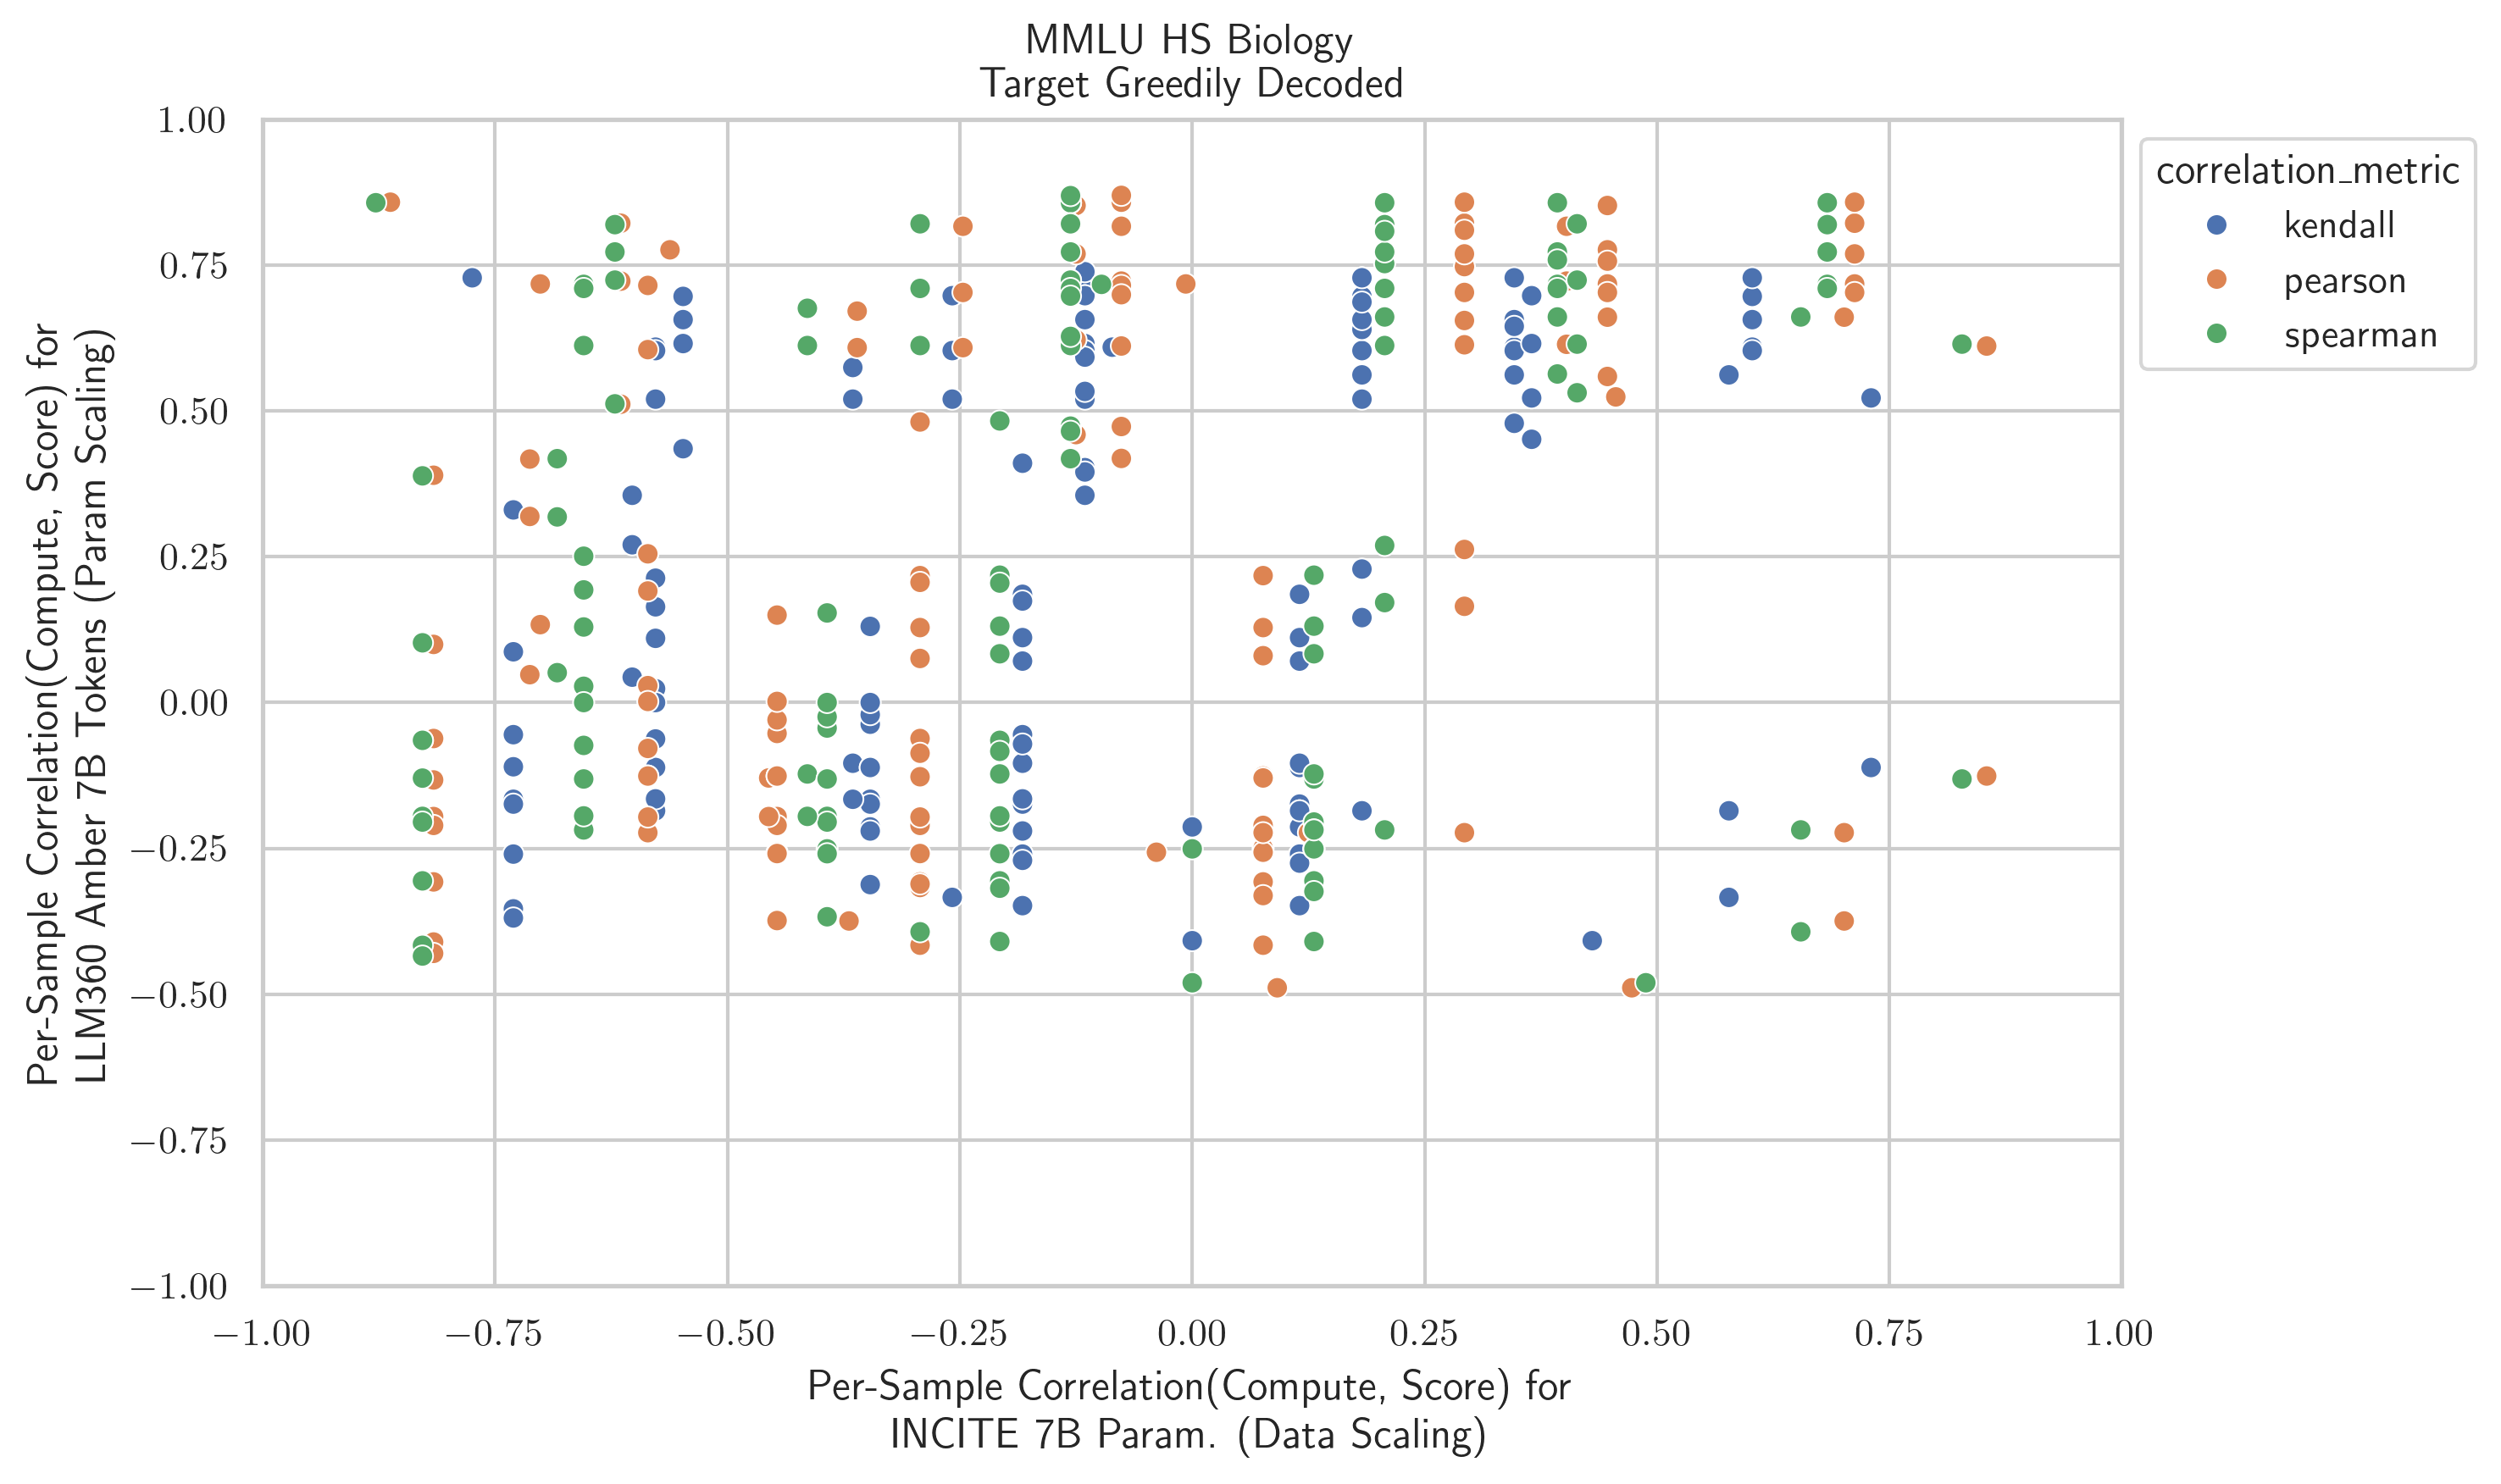 MMLU HS Biology
Target Greedily Decoded
Per-Sample Correlation(Compute, Score) for
LLM360 Amber 7B Tokens (Param Scaling)
1.00
0.75
0.50
0.25
0.00
−0.25
−0.50
−0.75
−1.00
−1.00
−0.75
−0.50
−0.25
0.00
0.25
0.50
0.75
1.00
Per-Sample Correlation(Compute, Score) for
INCITE 7B Param. (Data Scaling)
correlation_metric
kendall
pearson
spearman